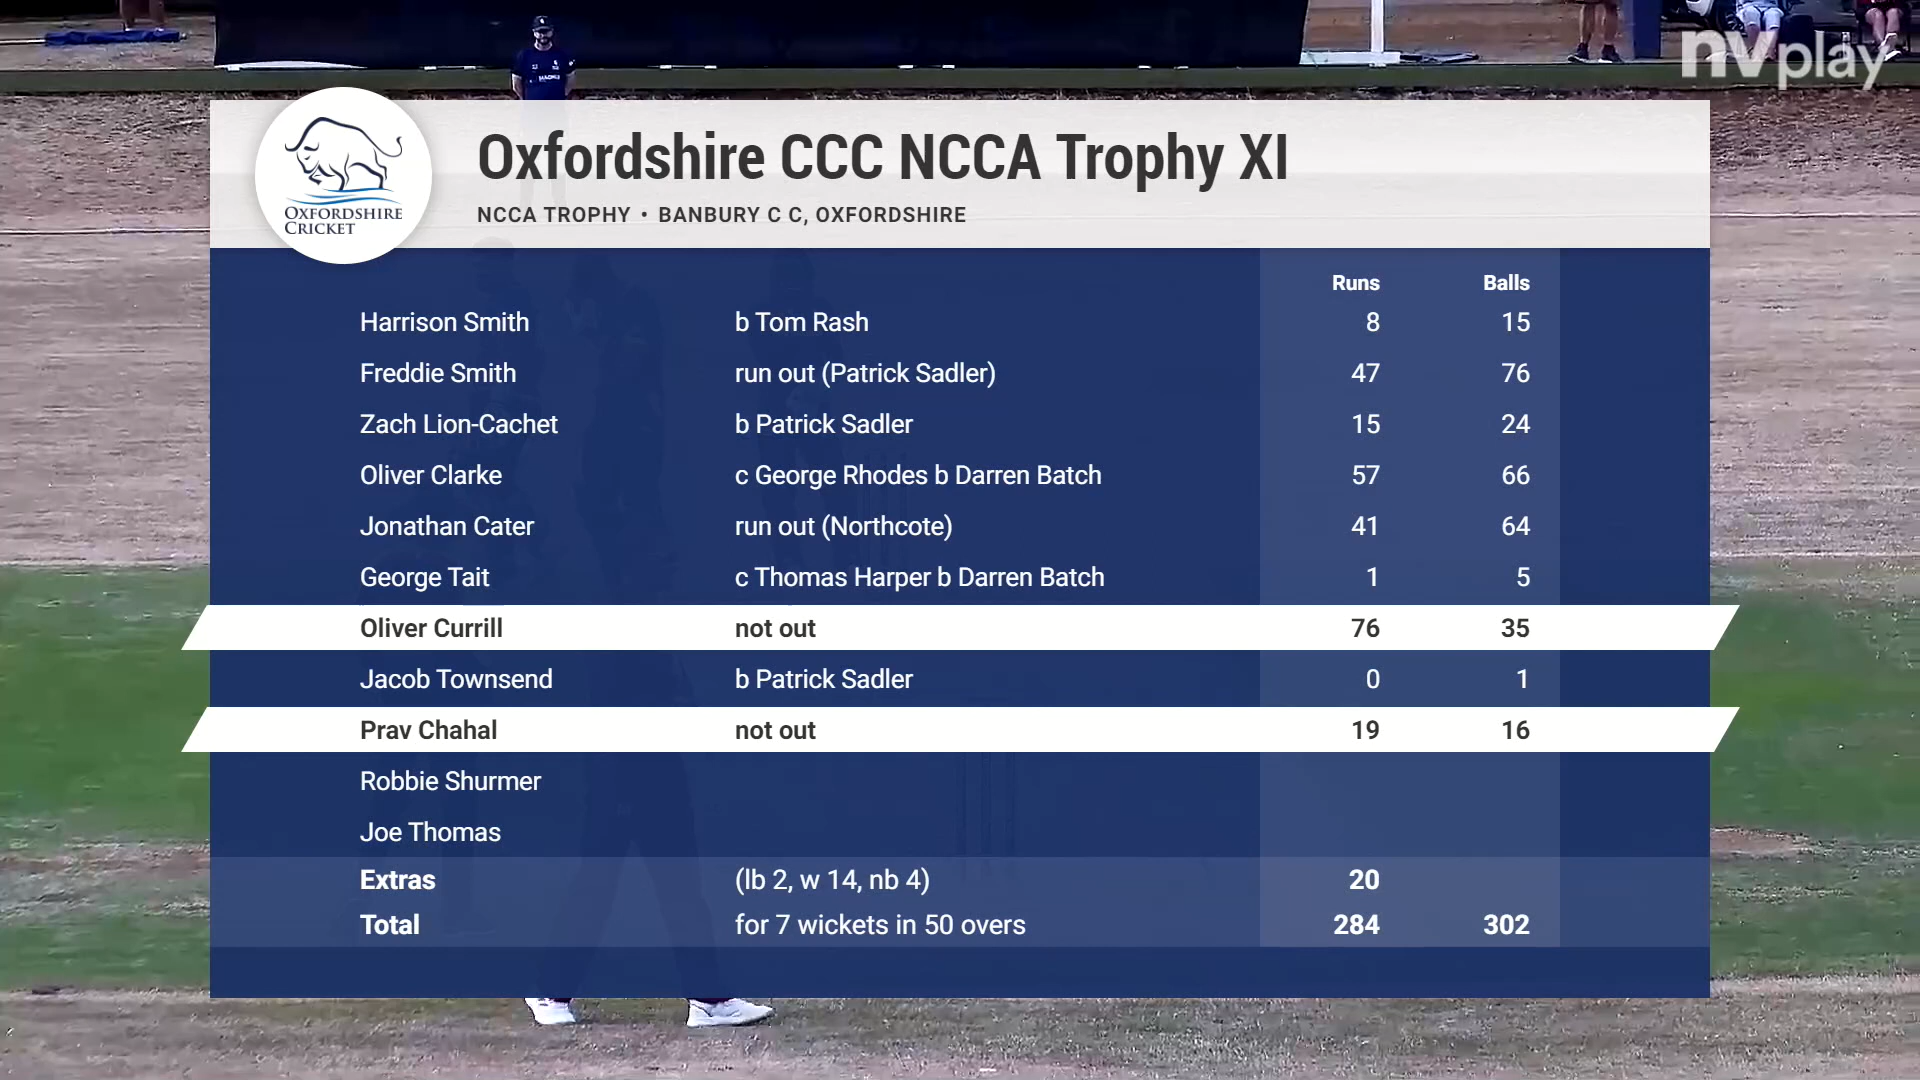 nvplay
Oxfordshire CCC NCCA Trophy XI
NCCA TROPHY • BANBURY C C, OXFORDSHIRE
OXFORDSHIRE
CRICKET
Runs Balls
Harrison Smith b Tom Rash 8 15
Freddie Smith run out (Patrick Sadler) 47 76
Zach Lion-Cachet b Patrick Sadler 15 24
Oliver Clarke c George Rhodes b Darren Batch 57 66
Jonathan Cater run out (Northcote) 41 64
George Tait c Thomas Harper b Darren Batch 1 5
Oliver Currill not out 76 35
Jacob Townsend b Patrick Sadler 0 1
Prav Chahal not out 19 16
Robbie Shurmer
Joe Thomas
Extras (lb 2, w 14, nb 4) 20
Total for 7 wickets in 50 overs 284 302